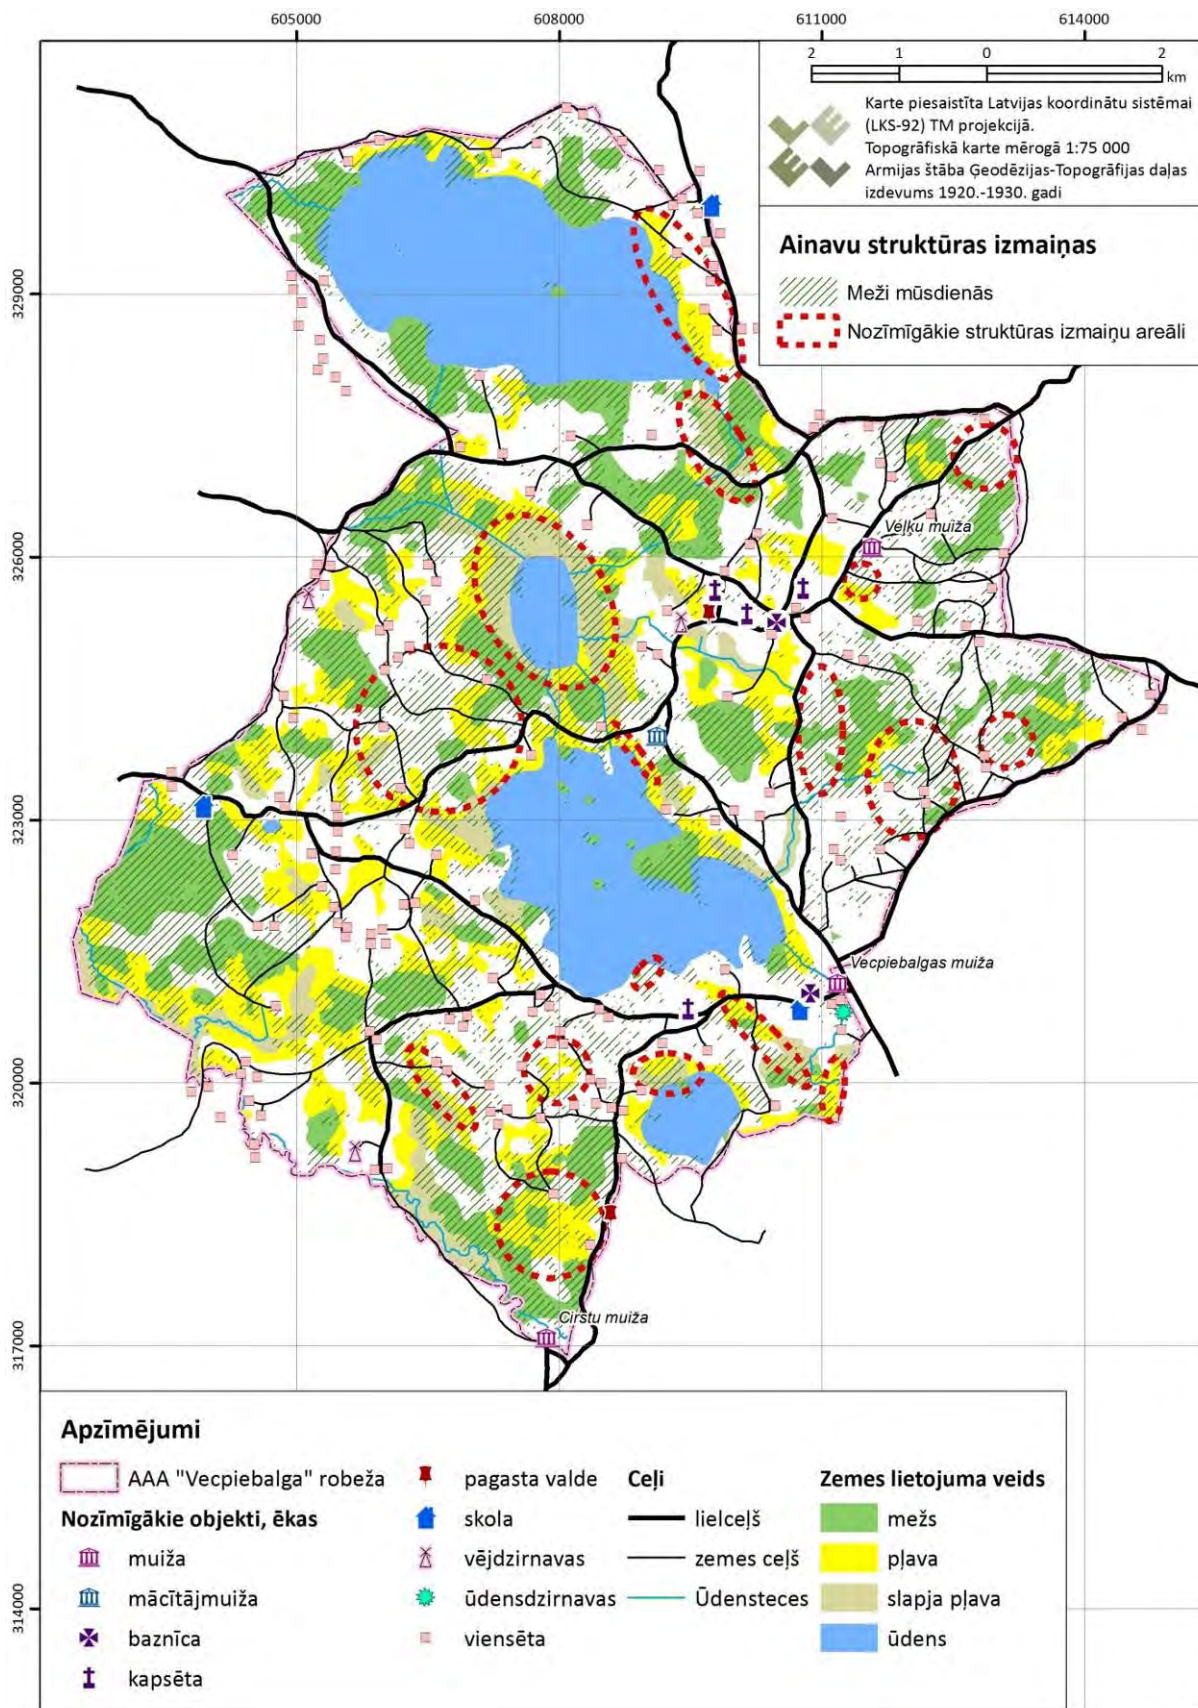 605000 608000 611000 614000
2 1 0 2
km
Karte piesaistīta Latvijas koordinātu sistēmai
(LKS-92) TM projekcijā.
Topogrāfiskā karte mērogā 1:75 000
Armijas štāba Ģeodēzijas-Topogrāfijas daļas
izdevums 1920.-1930. gadi
Ainavu struktūras izmaiņas
Meži mūsdienās
Nozīmīgākie struktūras izmaiņu areāli
329000
326000
323000
320000
317000
314000
Veļķu muiža
Vecpiebalgas muiža
Cirstu muiža
Apzīmējumi
AAA "Vecpiebalga" robeža
Nozīmīgākie objekti, ēkas
muiža
mācītājmuiža
baznīca
kapsēta
pagasta valde
skola
vējdzirnavas
ūdensdzirnavas
viensēta
Ceļi
lielceļš
zemes ceļš
Ūdensteces
Zemes lietojuma veids
mežs
pļava
slapja pļava
ūdens